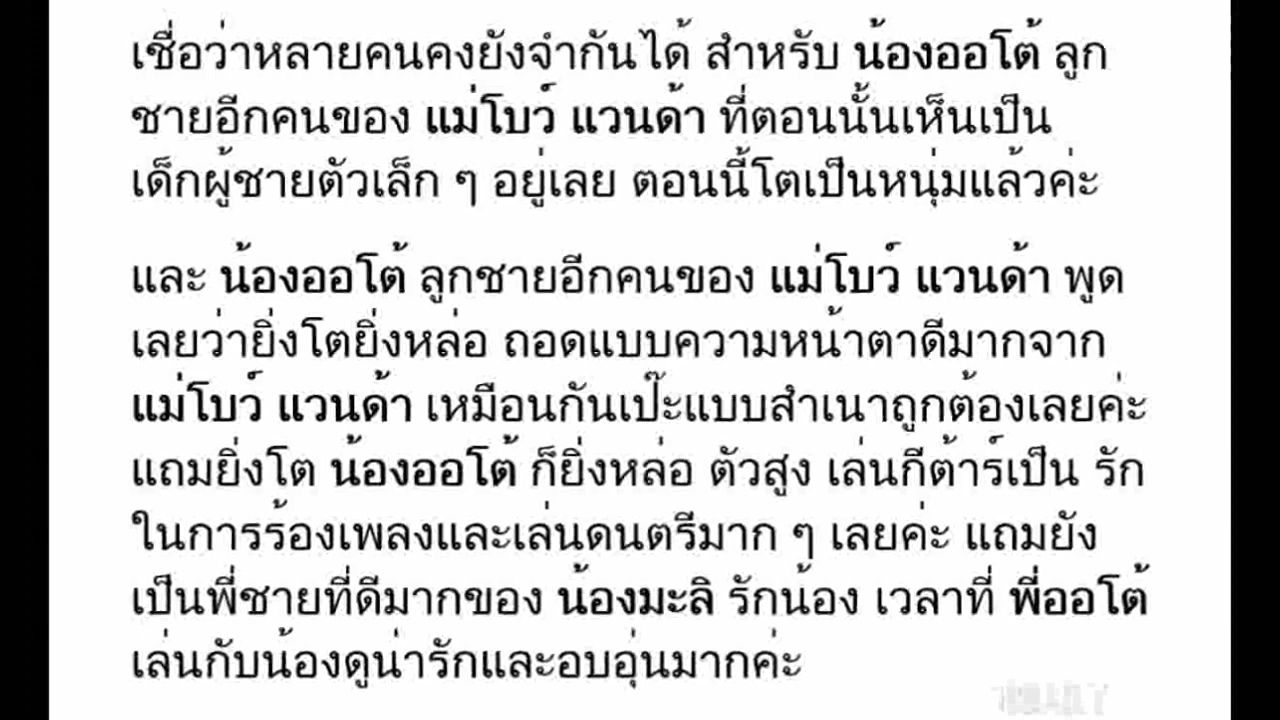 เชื่อว่าหลายคนคงยังจำกันได้ สำหรับ น้องออโต้ ลูก
ชายอีกคนของ แม่โบว์ แวนด้า ที่ตอนนั้นเห็นเป็น
เด็กผู้ชายตัวเล็ก ๆ อยู่เลย ตอนนี้โตเป็นหนุ่มแล้วค่ะ
และ น้องออโต้ ลูกชายอีกคนของ แม่โบว์ แวนด้า พูด
เลยว่ายิ่งโตยิ่งหล่อ ถอดแบบความหน้าตาดีมากจาก
แม่โบว์ แวนด้า เหมือนกันเป๊ะแบบสำเนาถูกต้องเลยค่ะ
แถมยิ่งโต น้องออโต้ ก็ยิ่งหล่อ ตัวสูง เล่นกีต้าร์เป็น รัก
ในการร้องเพลงและเล่นดนตรีมาก ๆ เลยค่ะ แถมยัง
เป็นพี่ชายที่ดีมากของ น้องมะลิ รักน้อง เวลาที่ พี่ออโต้
เล่นกับน้องดูน่ารักและอบอุ่นมากค่ะ